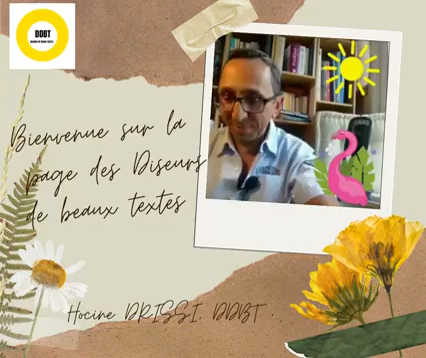 DDBT
Bienvenue sur la
page des Diseurs
de beaux textes
Hocine DRISSI. DDBT.